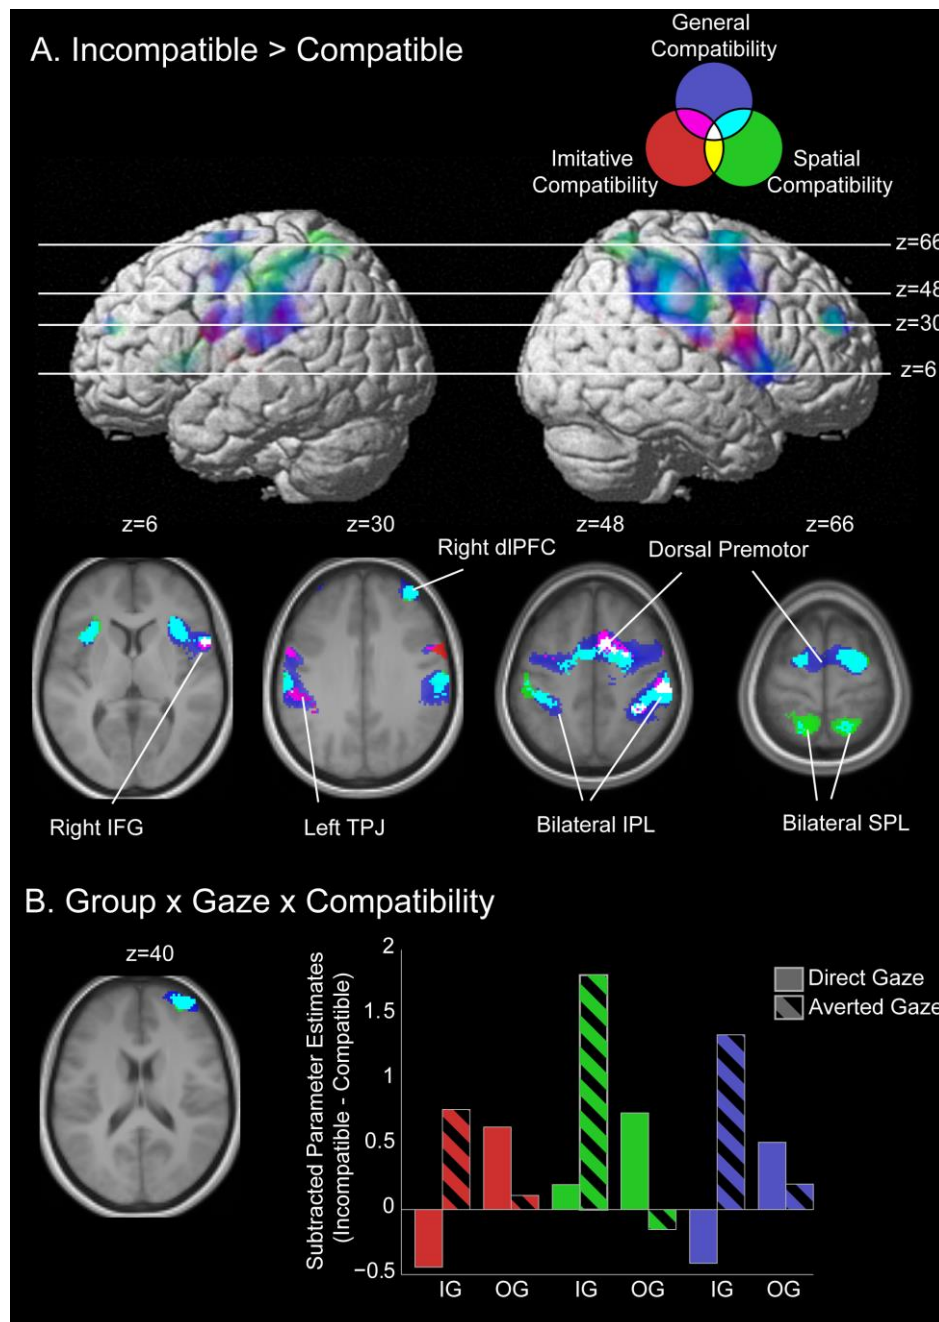 A. Incompatible > Compatible
General
Compatibility
Imitative
Compatibility
Spatial
Compatibility
z=66
z=48
z=30
z=6
z=6
z=30
z=48
z=66
Right dlPFC
Dorsal Premotor
Right IFG
Left TPJ
Bilateral IPL
Bilateral SPL
B. Group x Gaze x Compatibility
z=40
Subtracted Parameter Estimates
(Incompatible - Compatible)
2
1.5
1
0.5
0
−0.5
Direct Gaze
Averted Gaze
IG OG IG OG IG OG